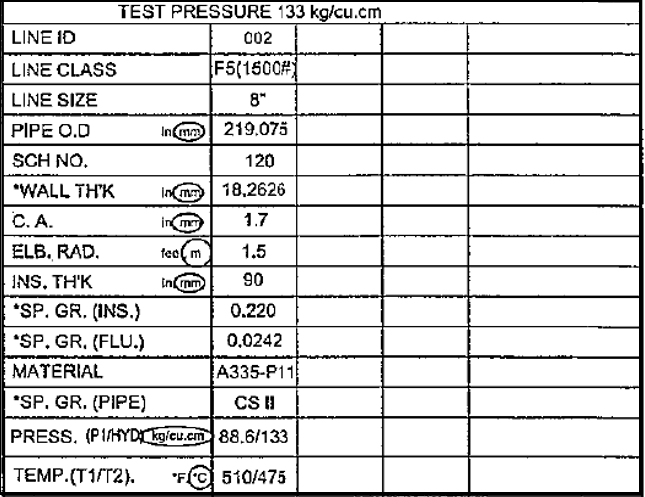 TEST PRESSURE 133 kg/cu.cm
LINE ID 002
LINE CLASS F5(1500#)
LINE SIZE 8"
PIPE O.D in mm 219.075
SCH NO. 120
*WALL TH'K in mm 18.2626
C. A. in mm 1.7
ELB. RAD. feet m 1.5
INS. TH'K in mm 90
*SP. GR. (INS.) 0.220
*SP. GR. (FLU.) 0.0242
MATERIAL A335-P11
*SP. GR. (PIPE) CS II
PRESS. (P1/HYD) kg/cu.cm 88.6/133
TEMP.(T1/T2). °F °C 510/475